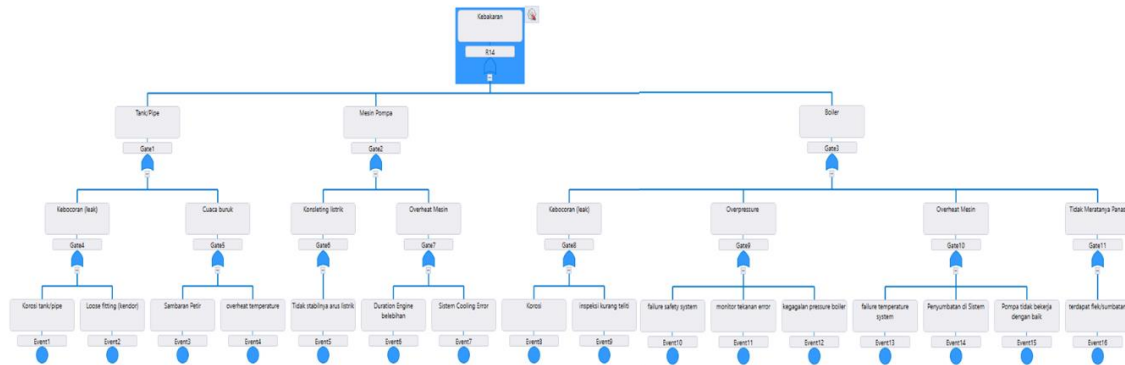 Kebakaran
R14
Tank/Pipe
Mesin Pompa
Boiler
Gate1
Gate2
Gate3
Kebocoran (leak)
Cuaca buruk
Konsleting listrik
Overheat Mesin
Kebocoran (leak)
Overpressure
Overheat Mesin
Tidak Meratanya Panas
Gate4
Gate5
Gate6
Gate7
Gate8
Gate9
Gate10
Gate11
Korosi tank/pipe
Loose fitting (kendor)
Sambaran Petir
overheat temperature
Tidak stabilnya arus listrik
Duration Engine
belebihan
Sistem Cooling Error
Korosi
inspeksi kurang teliti
failure safety system
monitor tekanan error
kegagalan pressure boiler
failure temperature
system
Penyumbatan di Sistem
Pompa tidak bekerja
dengan baik
terdapat flek/sumbatan
Event1
Event2
Event3
Event4
Event5
Event6
Event7
Event8
Event9
Event10
Event11
Event12
Event13
Event14
Event15
Event16